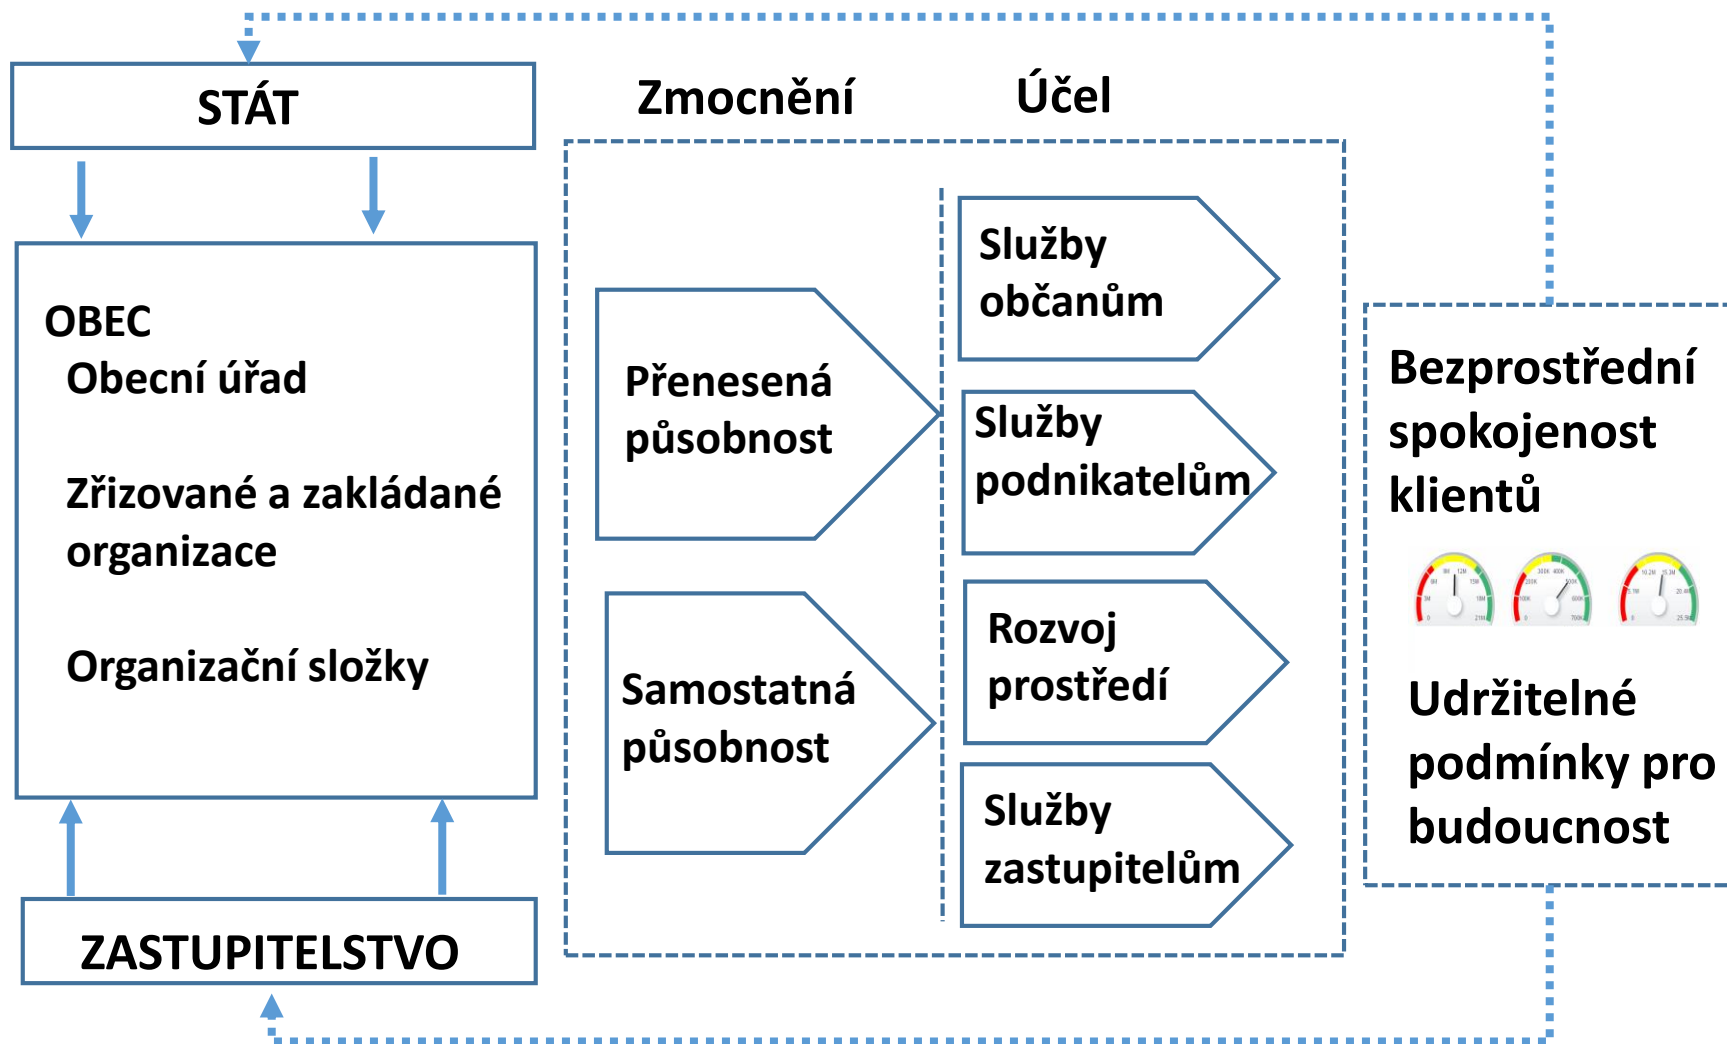 STÁT
Zmocnění
Účel
OBEC
Obecní úřad
Zřizované a zakládané
organizace
Organizační složky
ZASTUPITELSTVO
Přenesená
působnost
Samostatná
působnost
Služby
občanům
Služby
podnikatelům
Rozvoj
prostředí
Služby
zastupitelům
Bezprostřední
spokojenost
klientů
Udržitelné
podmínky pro
budoucnost